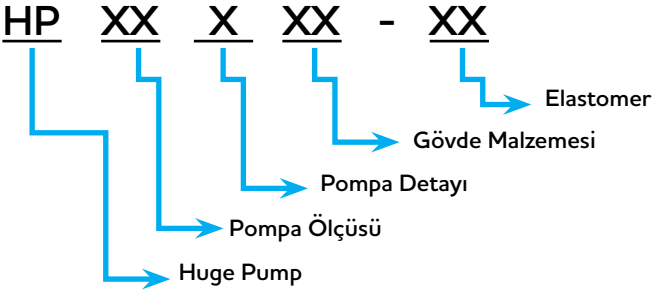 HP XX X XX - XX
Elastomer
Gövde Malzemesi
Pompa Detayı
Pompa Ölçüsü
Huge Pump